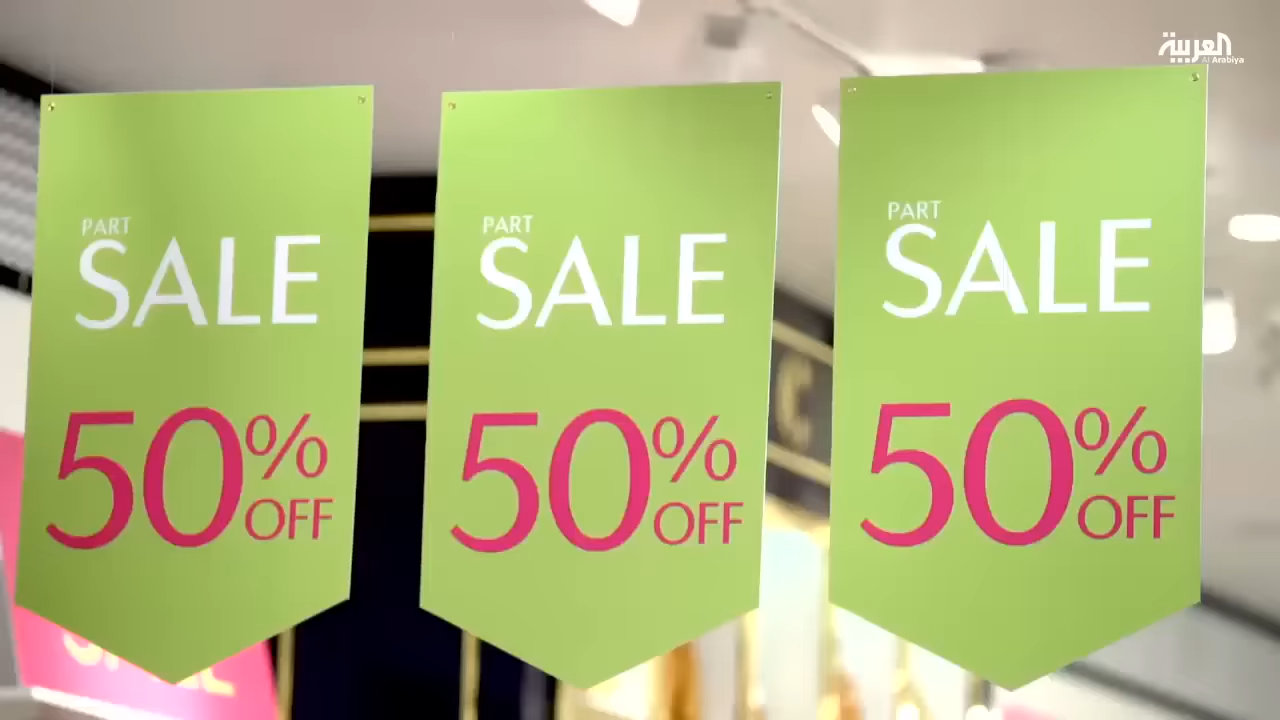 العربية
Al Arabiya
PART
SALE
50%
OFF
PART
SALE
50%
OFF
PART
SALE
50%
OFF